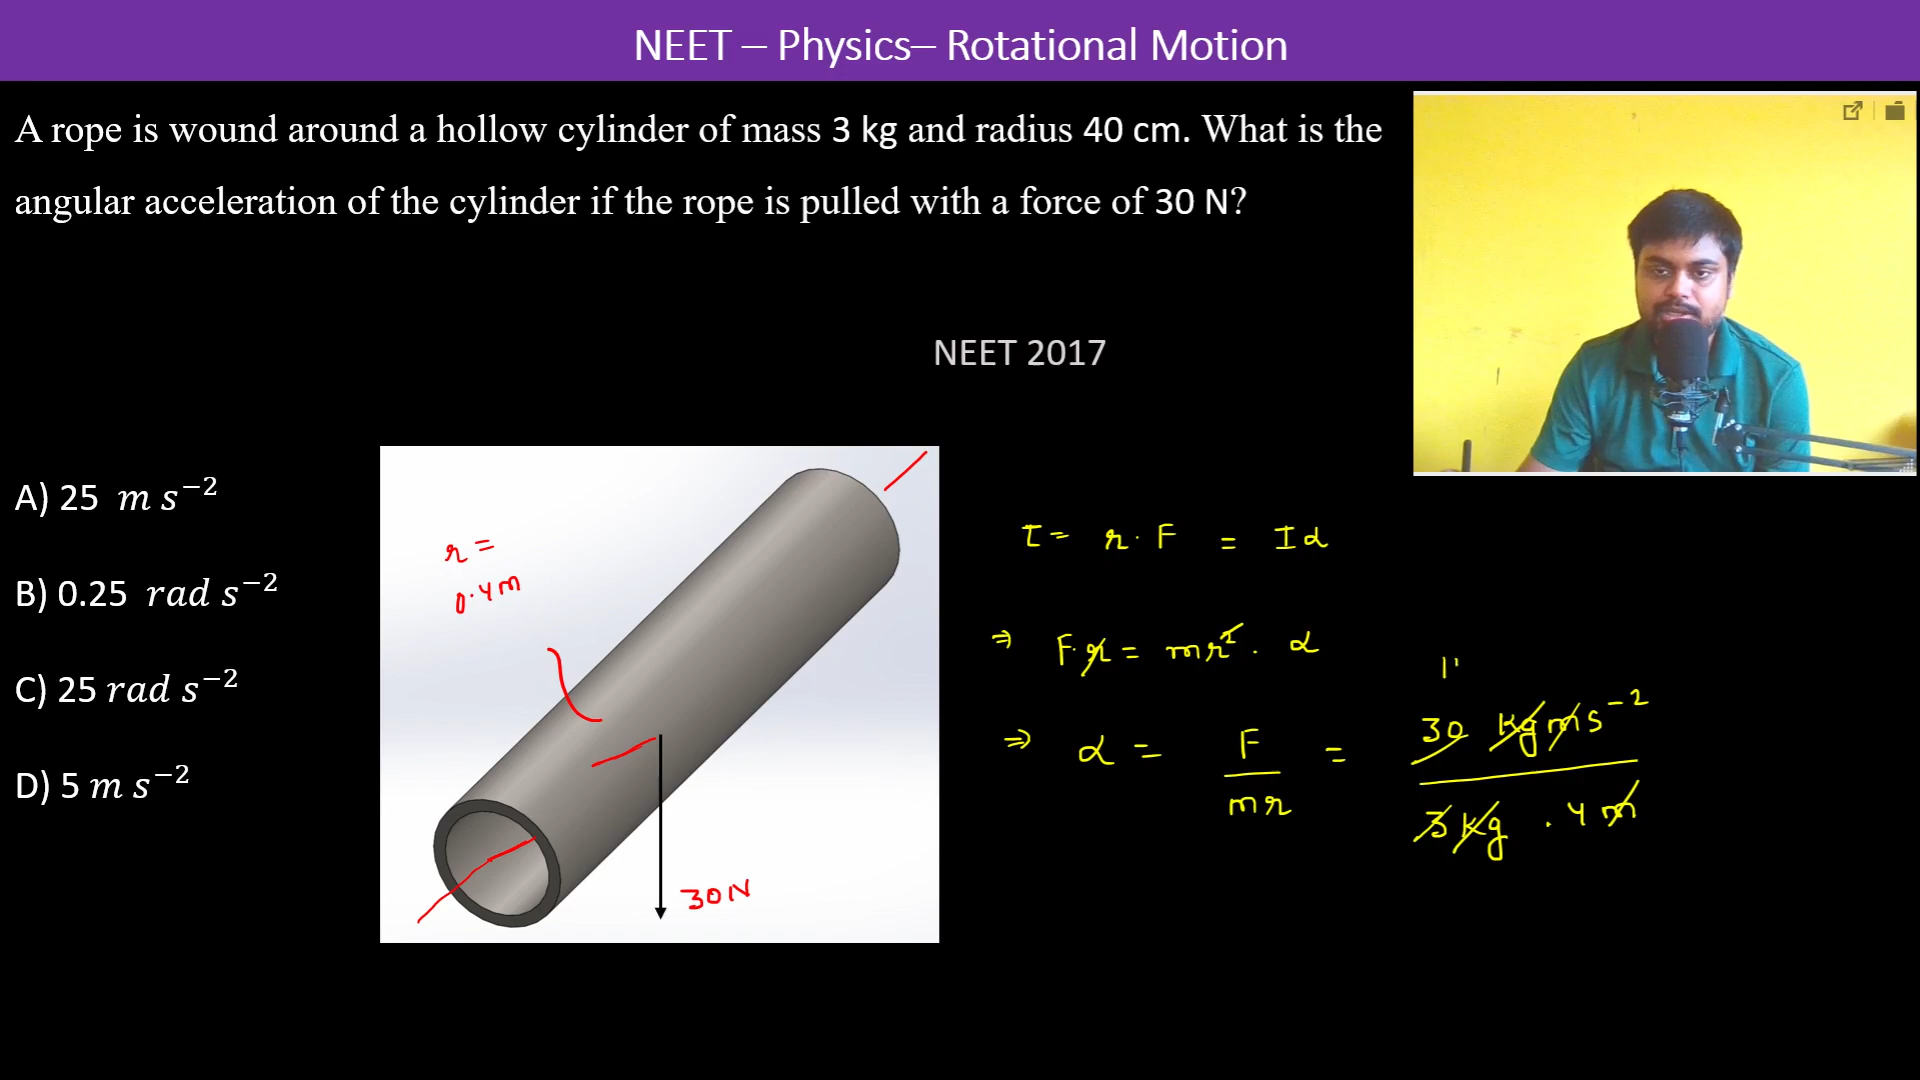 NEET – Physics– Rotational Motion
A rope is wound around a hollow cylinder of mass 3 kg and radius 40 cm. What is the
angular acceleration of the cylinder if the rope is pulled with a force of 30 N?
NEET 2017
A) 25 m s⁻²
B) 0.25 rad s⁻²
C) 25 rad s⁻²
D) 5 m s⁻²
r =
0.4m
30N
τ = r · F = Iα
⇒ F·r = mr² · α
⇒ α = F / mr = 30 kg m s⁻² / 3 kg · 4 m